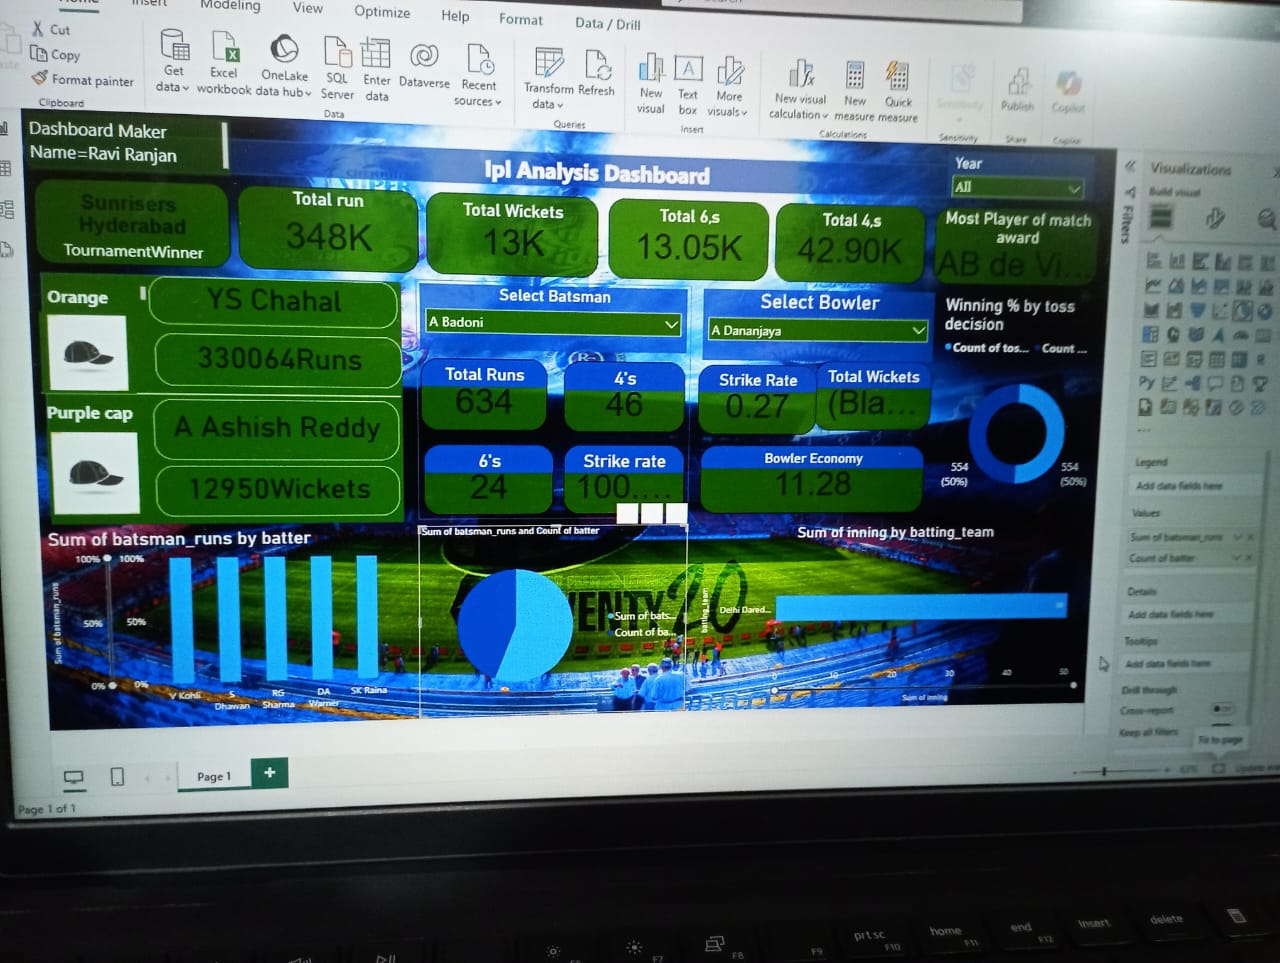 Insert
Modeling
View
Optimize
Help
Format
Data / Drill
Cut
Copy
Format painter
Clipboard
Get
data
Excel
workbook
OneLake
data hub
SQL
Server
Enter
data
Dataverse
Recent
sources
Data
Transform
data
Refresh
Queries
New
visual
Text
box
More
visuals
Insert
New visual
calculation
New
measure
Quick
measure
Calculations
Sensitivity
Sensitivity
Publish
Share
Copilot
Copilot
Dashboard Maker
Name=Ravi Ranjan
Ipl Analysis Dashboard
Year
All
Sunrisers
Hyderabad
TournamentWinner
Total run
348K
Total Wickets
13K
Total 6,s
13.05K
Total 4,s
42.90K
Most Player of match
award
AB de Vi...
Orange
YS Chahal
330064Runs
Purple cap
A Ashish Reddy
12950Wickets
Select Batsman
A Badoni
Select Bowler
A Dananjaya
Total Runs
634
4's
46
6's
24
Strike rate
100....
Strike Rate
0.27
Total Wickets
(Bla...
Bowler Economy
11.28
Winning % by toss
decision
Count of tos...
Count ...
554
(50%)
554
(50%)
Sum of batsman_runs by batter
Sum of batsman_runs
100%
100%
50%
50%
0%
0%
V Kohli
S
Dhawan
RG
Sharma
DA
Warner
SK Raina
Sum of batsman_runs and Count of batter
Sum of bats...
Count of ba...
Sum of inning by batting_team
batting_team
Delhi Dared...
0
10
20
30
40
50
Sum of inning
Filters
Visualizations
Build visual
Py
R
Legend
Add data fields here
Values
Sum of batsman_runs
Count of batter
Details
Add data fields here
Tooltips
Add data fields here
Drill through
Cross-report
Keep all filters
Fit to page
Page 1
Page 1 of 1
F7
F8
F9
prt sc
F10
home
F11
end
F12
insert
delete